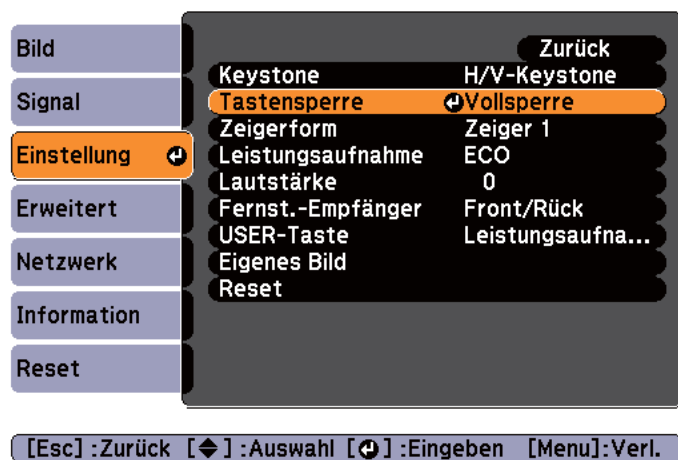 Bild
Signal
Einstellung
Erweitert
Netzwerk
Information
Reset
Zurück
Keystone H/V-Keystone
Tastensperre Vollsperre
Zeigerform Zeiger 1
Leistungsaufnahme ECO
Lautstärke 0
Fernst.-Empfänger Front/Rück
USER-Taste Leistungsaufna...
Eigenes Bild
Reset
[Esc] :Zurück [◆] :Auswahl [⏎] :Eingeben [Menu]:Verl.